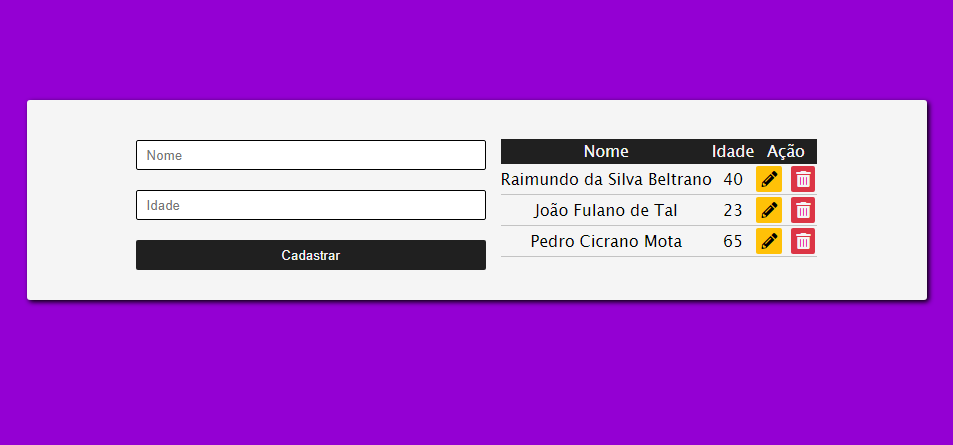 Nome
Idade
Cadastrar
Nome Idade Ação
Raimundo da Silva Beltrano 40
João Fulano de Tal 23
Pedro Cicrano Mota 65